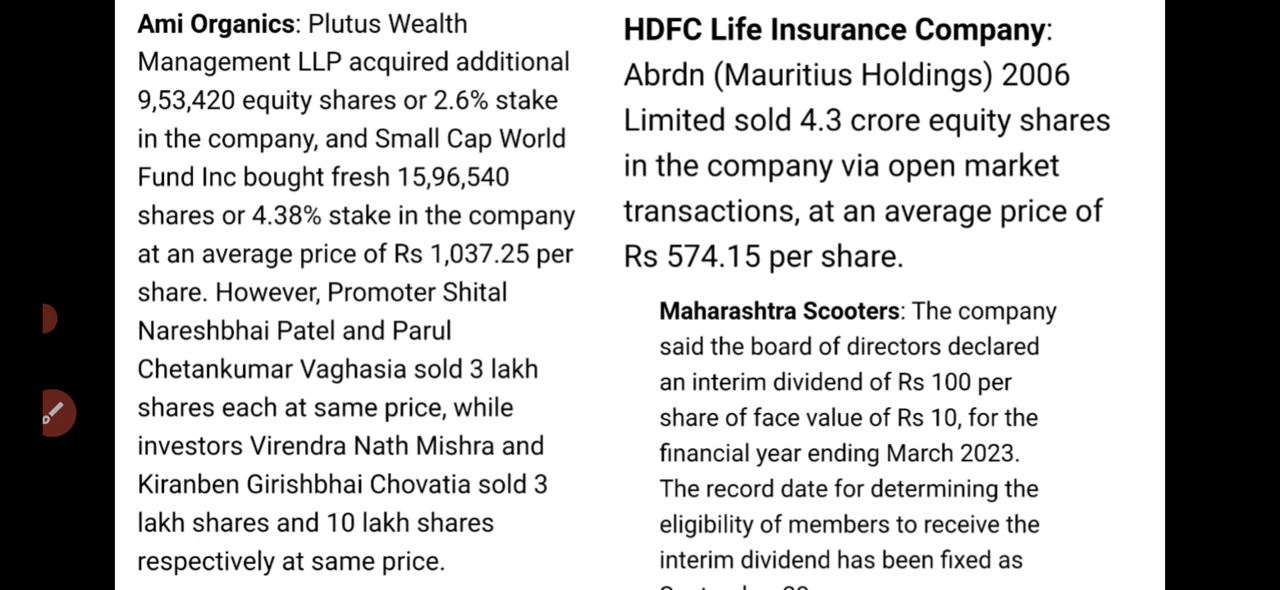 Ami Organics: Plutus Wealth
Management LLP acquired additional
9,53,420 equity shares or 2.6% stake
in the company, and Small Cap World
Fund Inc bought fresh 15,96,540
shares or 4.38% stake in the company
at an average price of Rs 1,037.25 per
share. However, Promoter Shital
Nareshbhai Patel and Parul
Chetankumar Vaghasia sold 3 lakh
shares each at same price, while
investors Virendra Nath Mishra and
Kiranben Girishbhai Chovatia sold 3
lakh shares and 10 lakh shares
respectively at same price.
HDFC Life Insurance Company:
Abrdn (Mauritius Holdings) 2006
Limited sold 4.3 crore equity shares
in the company via open market
transactions, at an average price of
Rs 574.15 per share.
Maharashtra Scooters: The company
said the board of directors declared
an interim dividend of Rs 100 per
share of face value of Rs 10, for the
financial year ending March 2023.
The record date for determining the
eligibility of members to receive the
interim dividend has been fixed as